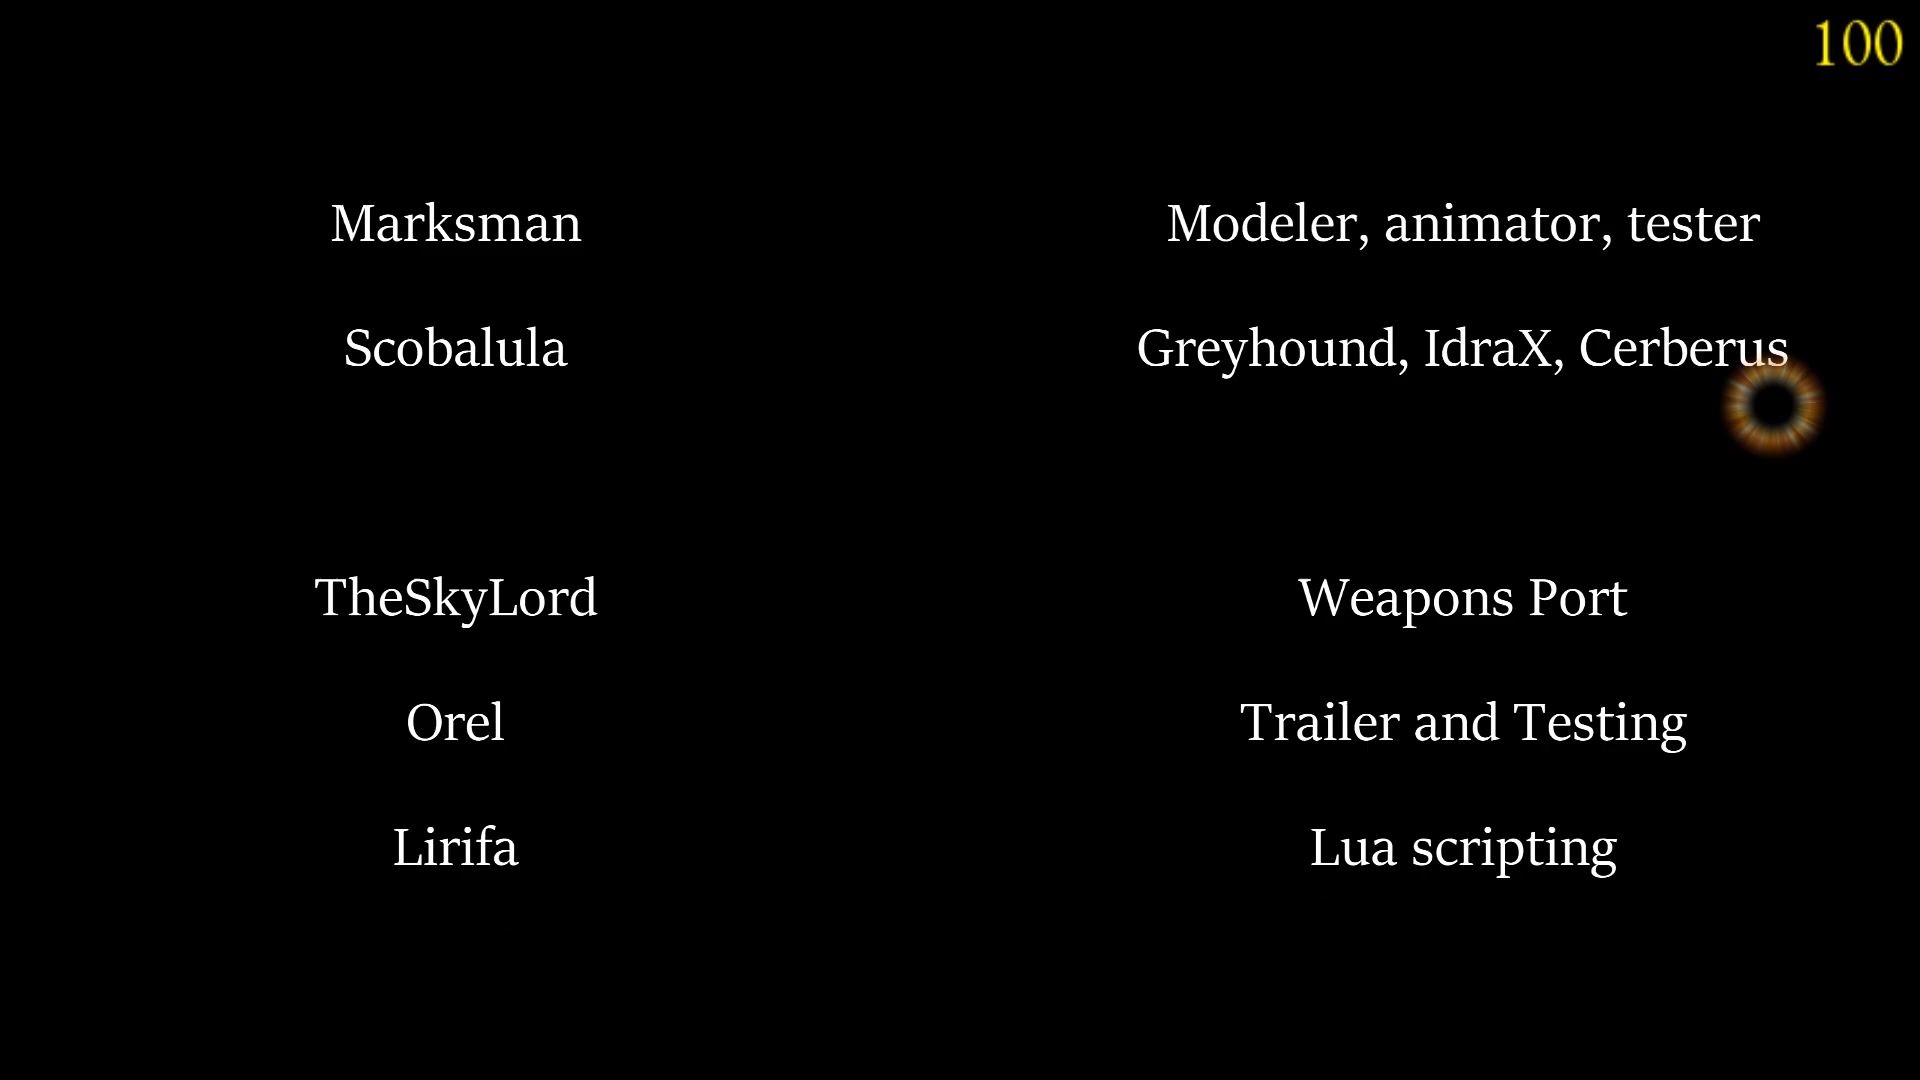 100
Marksman Modeler, animator, tester
Scobalula Greyhound, IdraX, Cerberus
TheSkyLord Weapons Port
Orel Trailer and Testing
Lirifa Lua scripting